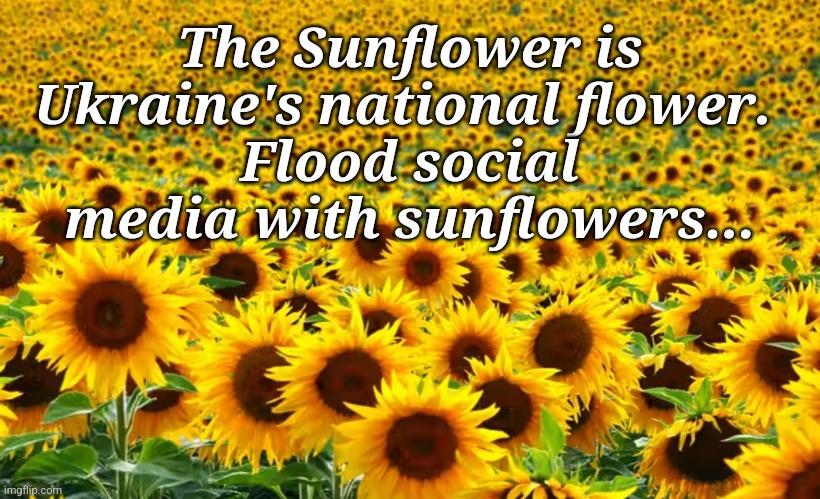 The Sunflower is
Ukraine's national flower.
Flood social
media with sunflowers...
imgflip.com